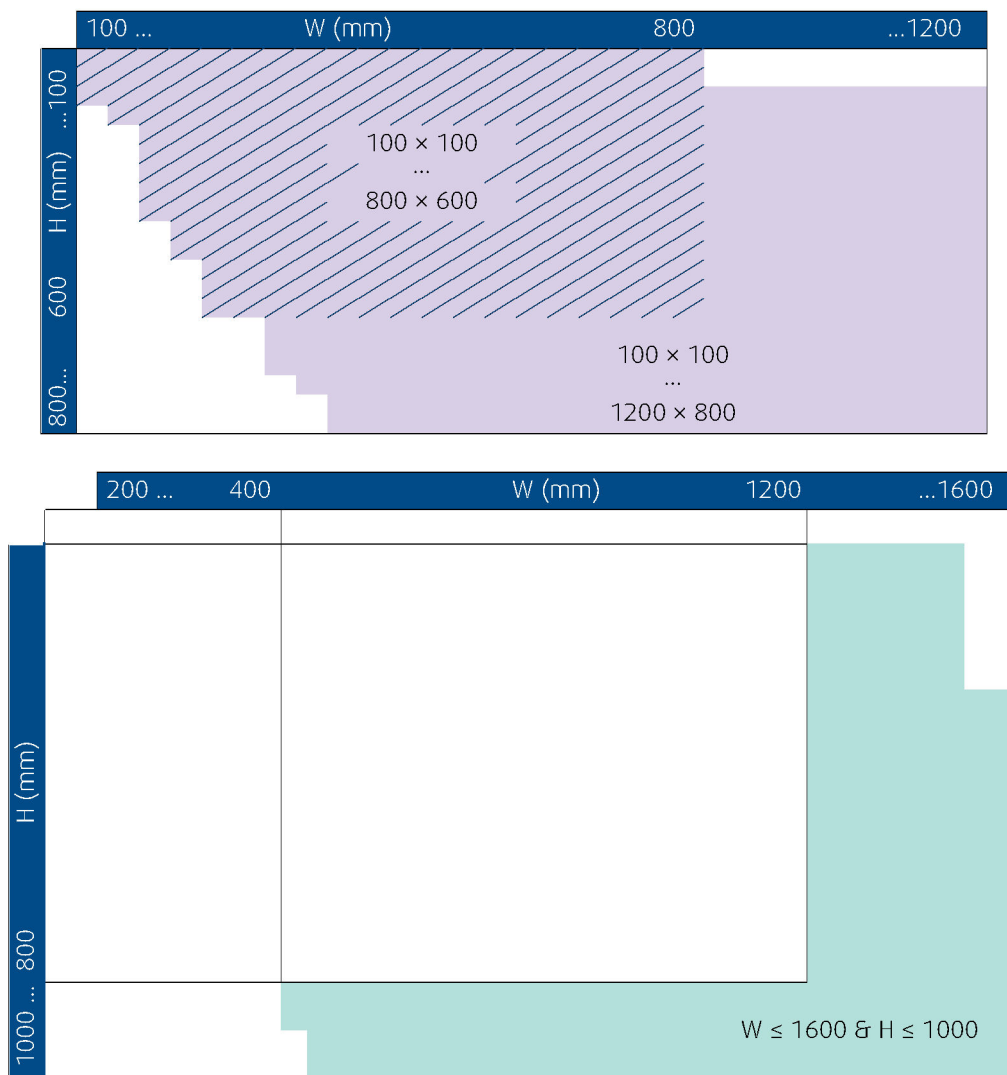 100 ... W (mm) 800 ...1200
...100
H (mm)
600
800...
100 × 100
...
800 × 600
100 × 100
...
1200 × 800
200 ... 400 W (mm) 1200 ...1600
H (mm)
800
1000 ...
W ≤ 1600 & H ≤ 1000